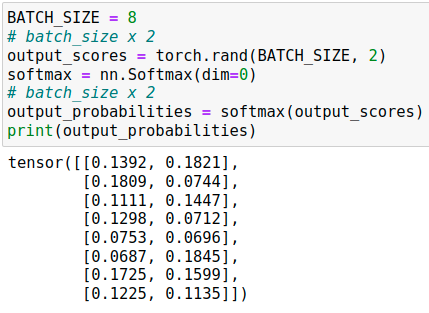 BATCH_SIZE = 8
# batch_size x 2
output_scores = torch.rand(BATCH_SIZE, 2)
softmax = nn.Softmax(dim=0)
# batch_size x 2
output_probabilities = softmax(output_scores)
print(output_probabilities)
tensor([[0.1392, 0.1821],
[0.1809, 0.0744],
[0.1111, 0.1447],
[0.1298, 0.0712],
[0.0753, 0.0696],
[0.0687, 0.1845],
[0.1725, 0.1599],
[0.1225, 0.1135]])